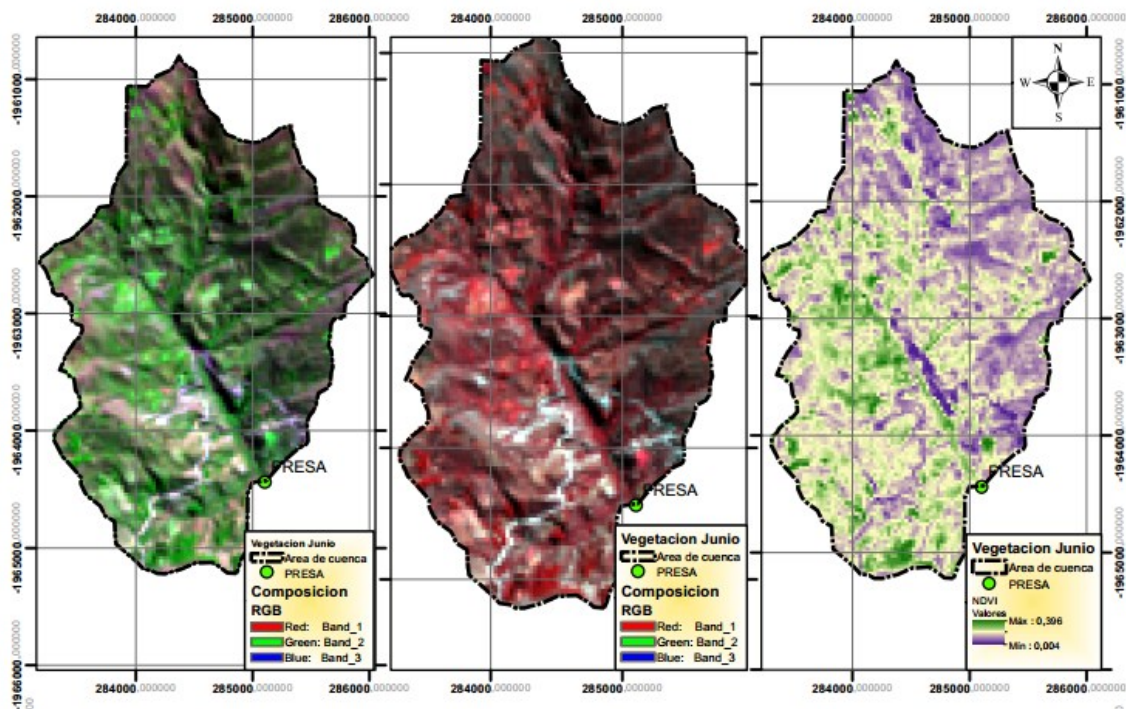 284000,000000 285000,000000 286000,000000
284000,000000 285000,000000
284000,000000 285000,000000 286000,000000
-1961000,000000
-1962000,000000
-1963000,000000
-1964000,000000
-1965000,000000
-1966000,000000
PRESA
Vegetacion Junio
Area de cuenca
PRESA
Composicion
RGB
Red: Band_1
Green: Band_2
Blue: Band_3
PRESA
Vegetacion Junio
Area de cuenca
PRESA
Composicion
RGB
Red: Band_1
Green: Band_2
Blue: Band_3
N
W E
S
-1961000,000000
-1962000,000000
-1963000,000000
-1964000,000000
-1965000,000000
PRESA
Vegetacion Junio
Area de cuenca
PRESA
NDVI
Valores
Máx : 0,396
Mín : 0,004
284000,000000 285000,000000 286000,000000
284000,000000 285000,000000
284000,000000 285000,000000 286000,000000